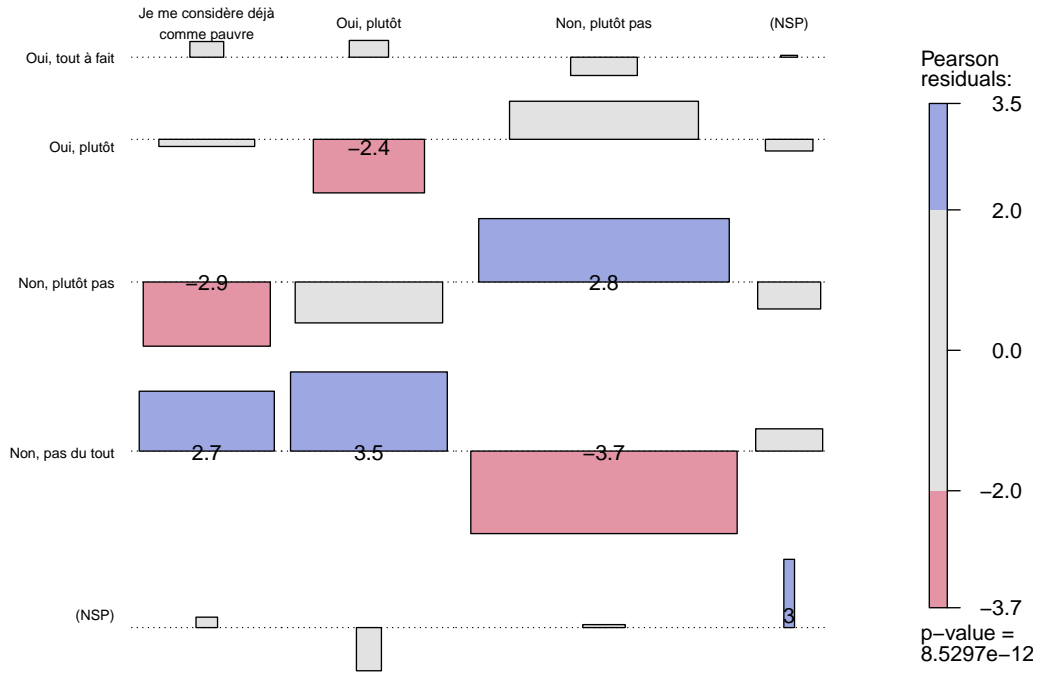 Je me considère déjà
comme pauvre
Oui, plutôt
Non, plutôt pas
(NSP)
Oui, tout à fait
Oui, plutôt
−2.4
Non, plutôt pas
−2.9
2.8
Non, pas du tout
2.7
3.5
−3.7
(NSP)
3
Pearson
residuals:
3.5
2.0
0.0
−2.0
−3.7
p−value =
8.5297e−12